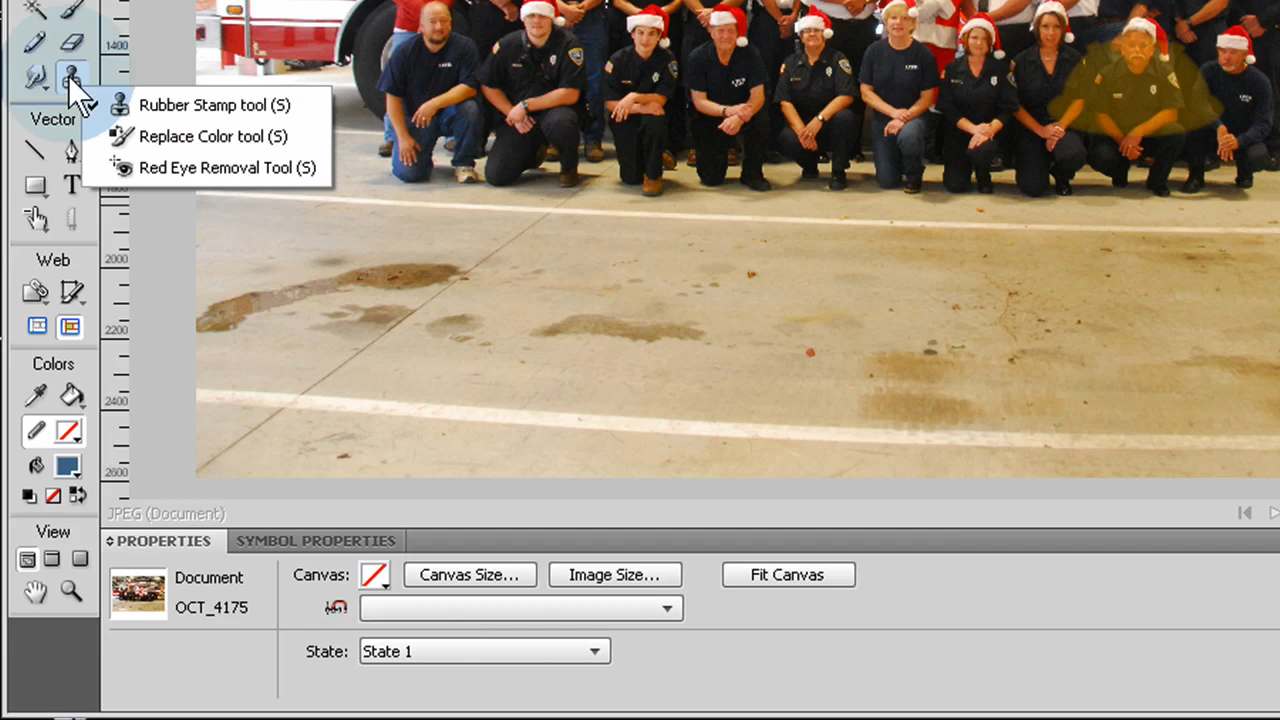 1400
Rubber Stamp tool (S)
Vector
Replace Color tool (S)
Red Eye Removal Tool (S)
1800
T
Web
2000
2200
Colors
2400
2600
View
JPEG (Document)
PROPERTIES
SYMBOL PROPERTIES
Document
Canvas:
Canvas Size...
Image Size...
Fit Canvas
OCT_4175
State:
State 1